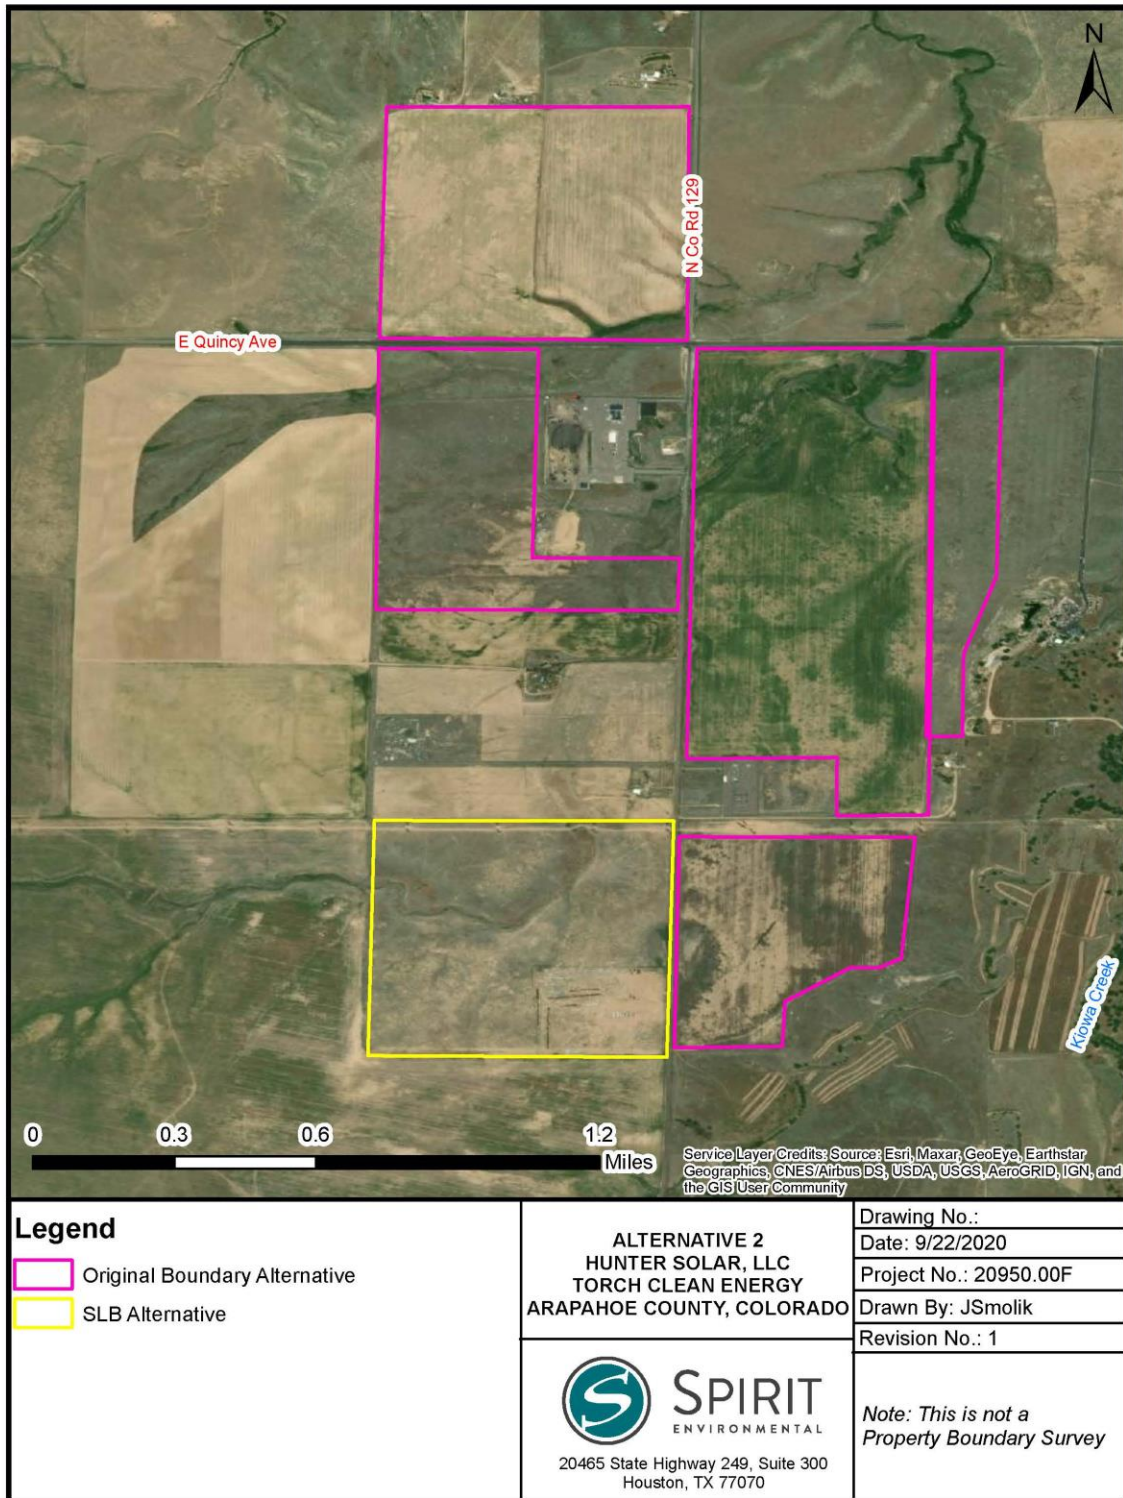 N
N Co Rd 129
E Quincy Ave
Kiowa Creek
0 0.3 0.6 1.2
Miles
Service Layer Credits: Source: Esri, Maxar, GeoEye, Earthstar
Geographics, CNES/Airbus DS, USDA, USGS, AeroGRID, IGN, and
the GIS User Community
Legend
Original Boundary Alternative
SLB Alternative
ALTERNATIVE 2
HUNTER SOLAR, LLC
TORCH CLEAN ENERGY
ARAPAHOE COUNTY, COLORADO
S SPIRIT
ENVIRONMENTAL
20465 State Highway 249, Suite 300
Houston, TX 77070
Drawing No.:
Date: 9/22/2020
Project No.: 20950.00F
Drawn By: JSmolik
Revision No.: 1
Note: This is not a
Property Boundary Survey